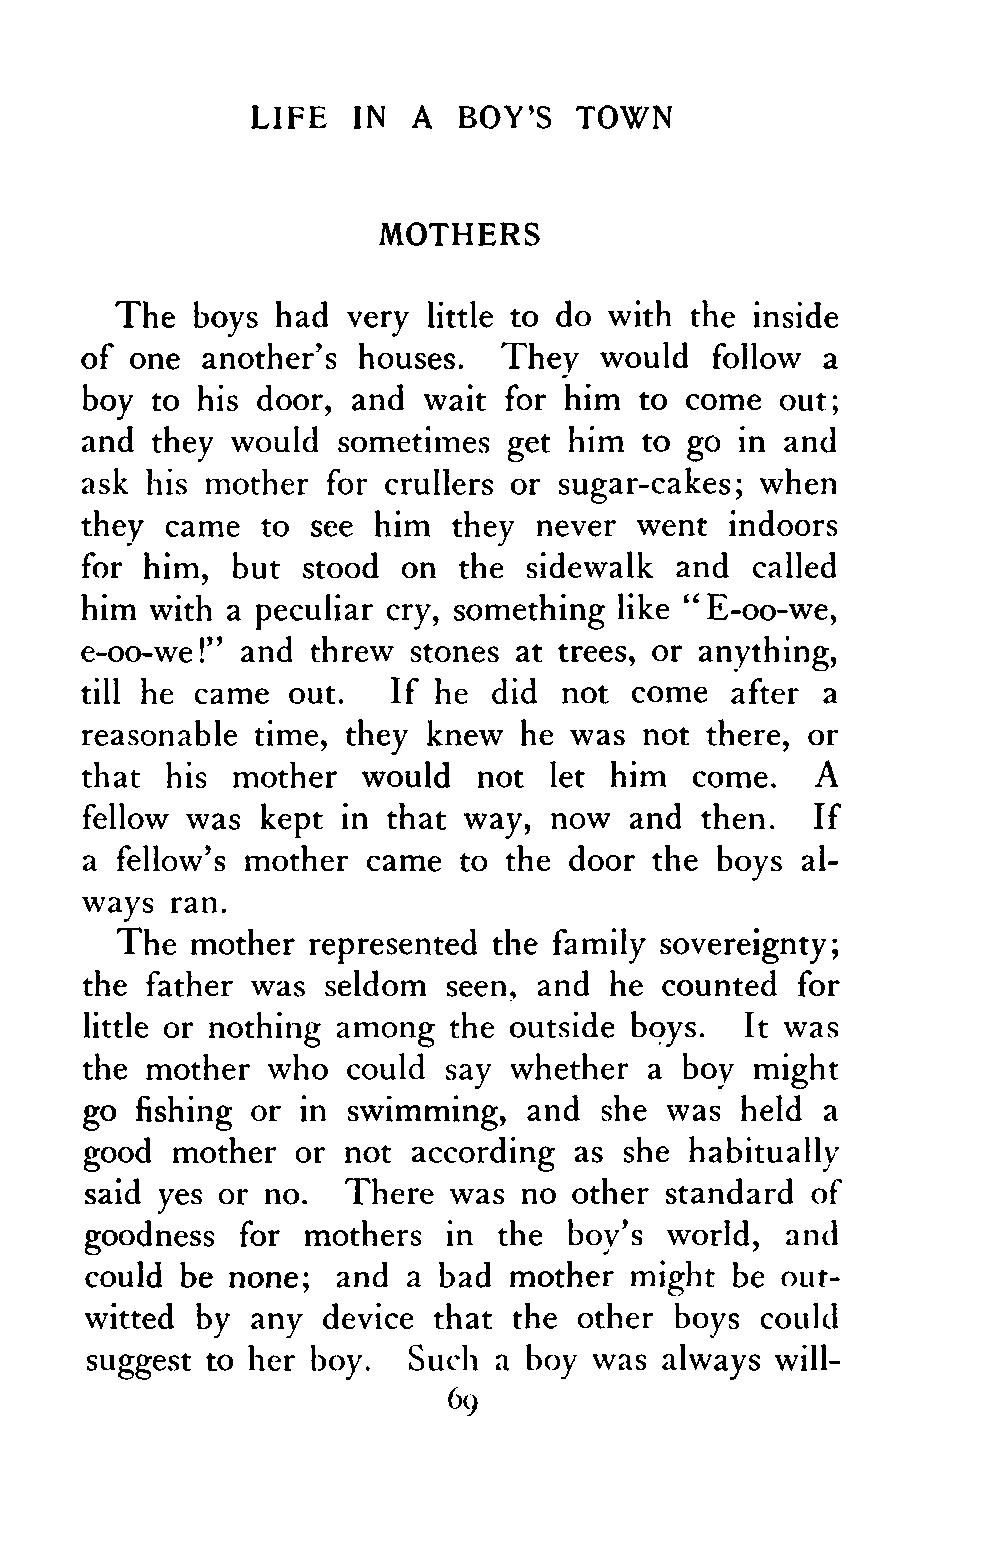 LIFE IN A BOY'S TOWN
MOTHERS
The boys had very little to do with the inside
of one another's houses. They would follow a
boy to his door, and wait for him to come out;
and they would sometimes get him to go in and
ask his mother for crullers or sugar-cakes; when
they came to see him they never went indoors
for him, but stood on the sidewalk and called
him with a peculiar cry, something like "E-oo-we,
e-oo-we!" and threw stones at trees, or anything,
till he came out. If he did not come after a
reasonable time, they knew he was not there, or
that his mother would not let him come. A
fellow was kept in that way, now and then. If
a fellow's mother came to the door the boys al-
ways ran.
The mother represented the family sovereignty;
the father was seldom seen, and he counted for
little or nothing among the outside boys. It was
the mother who could say whether a boy might
go fishing or in swimming, and she was held a
good mother or not according as she habitually
said yes or no. There was no other standard of
goodness for mothers in the boy's world, and
could be none; and a bad mother might be out-
witted by any device that the other boys could
suggest to her boy. Such a boy was always will-
69